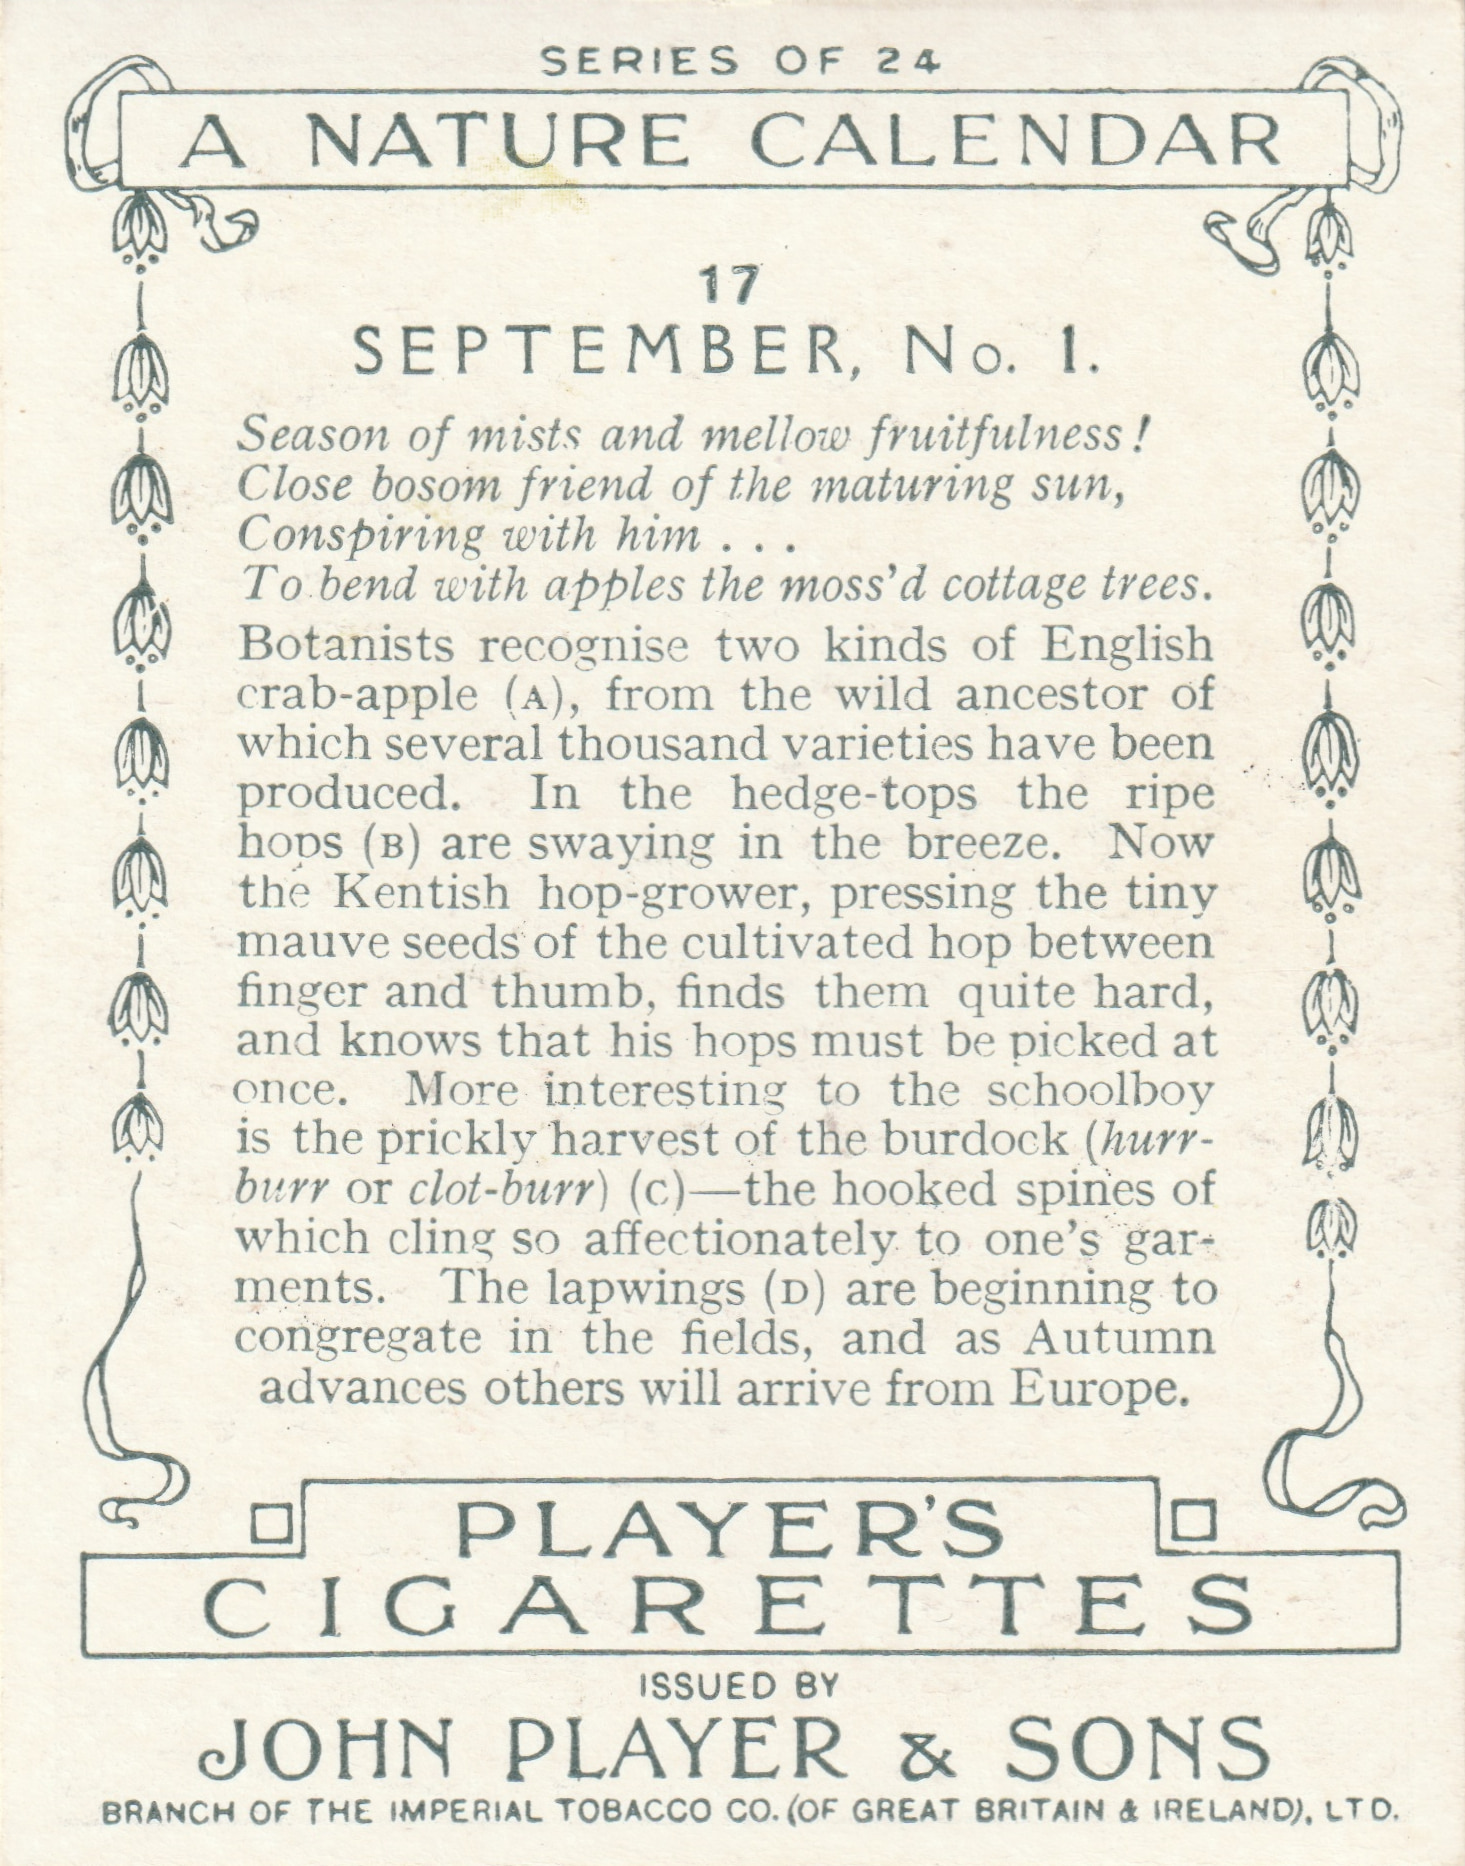 SERIES OF 24
A NATURE CALENDAR
17
SEPTEMBER, No. 1.
Season of mists and mellow fruitfulness!
Close bosom friend of the maturing sun,
Conspiring with him . . .
To bend with apples the moss'd cottage trees.
Botanists recognise two kinds of English
crab-apple (A), from the wild ancestor of
which several thousand varieties have been
produced. In the hedge-tops the ripe
hops (B) are swaying in the breeze. Now
the Kentish hop-grower, pressing the tiny
mauve seeds of the cultivated hop between
finger and thumb, finds them quite hard,
and knows that his hops must be picked at
once. More interesting to the schoolboy
is the prickly harvest of the burdock (hurr-
burr or clot-burr) (C)—the hooked spines of
which cling so affectionately to one's gar-
ments. The lapwings (D) are beginning to
congregate in the fields, and as Autumn
advances others will arrive from Europe.
PLAYER'S
CIGARETTES
ISSUED BY
JOHN PLAYER & SONS
BRANCH OF THE IMPERIAL TOBACCO CO. (OF GREAT BRITAIN & IRELAND), LTD.